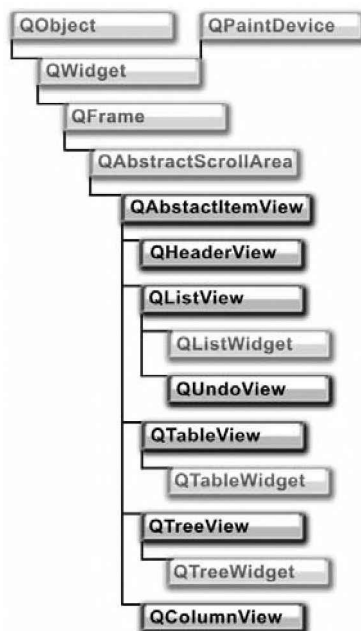 QObject
QPaintDevice
QWidget
QFrame
QAbstractScrollArea
QAbstactItemView
QHeaderView
QListView
QListWidget
QUndoView
QTableView
QTableWidget
QTreeView
QTreeWidget
QColumnView